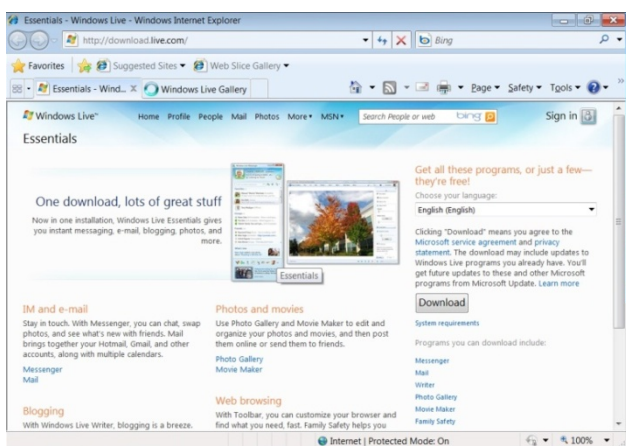 Essentials - Windows Live - Windows Internet Explorer
http://download.live.com/
Bing
Favorites
Suggested Sites
Web Slice Gallery
Essentials - Wind...
Windows Live Gallery
Page
Safety
Tools
Windows Live™
Home Profile People Mail Photos More MSN
Search People or web
bing
Sign in
Essentials
One download, lots of great stuff
Now in one installation, Windows Live Essentials gives
you instant messaging, e-mail, blogging, photos, and
more.
Essentials
Get all these programs, or just a few—
they're free!
Choose your language:
English (English)
Clicking "Download" means you agree to the
Microsoft service agreement and privacy
statement. The download may include updates to
Windows Live programs you already have. You'll
get future updates to these and other Microsoft
programs from Microsoft Update. Learn more
Download
System requirements
Programs you can download include:
Messenger
Mail
Writer
Photo Gallery
Movie Maker
Family Safety
IM and e-mail
Stay in touch. With Messenger, you can chat, swap
photos, and see what's new with friends. Mail
brings together your Hotmail, Gmail, and other
accounts, along with multiple calendars.
Messenger
Mail
Photos and movies
Use Photo Gallery and Movie Maker to edit and
organize your photos and movies, and then post
them online or send them to friends.
Photo Gallery
Movie Maker
Blogging
With Windows Live Writer, blogging is a breeze.
Web browsing
With Toolbar, you can customize your browser and
find what you need, fast. Family Safety helps you
Internet | Protected Mode: On
100%